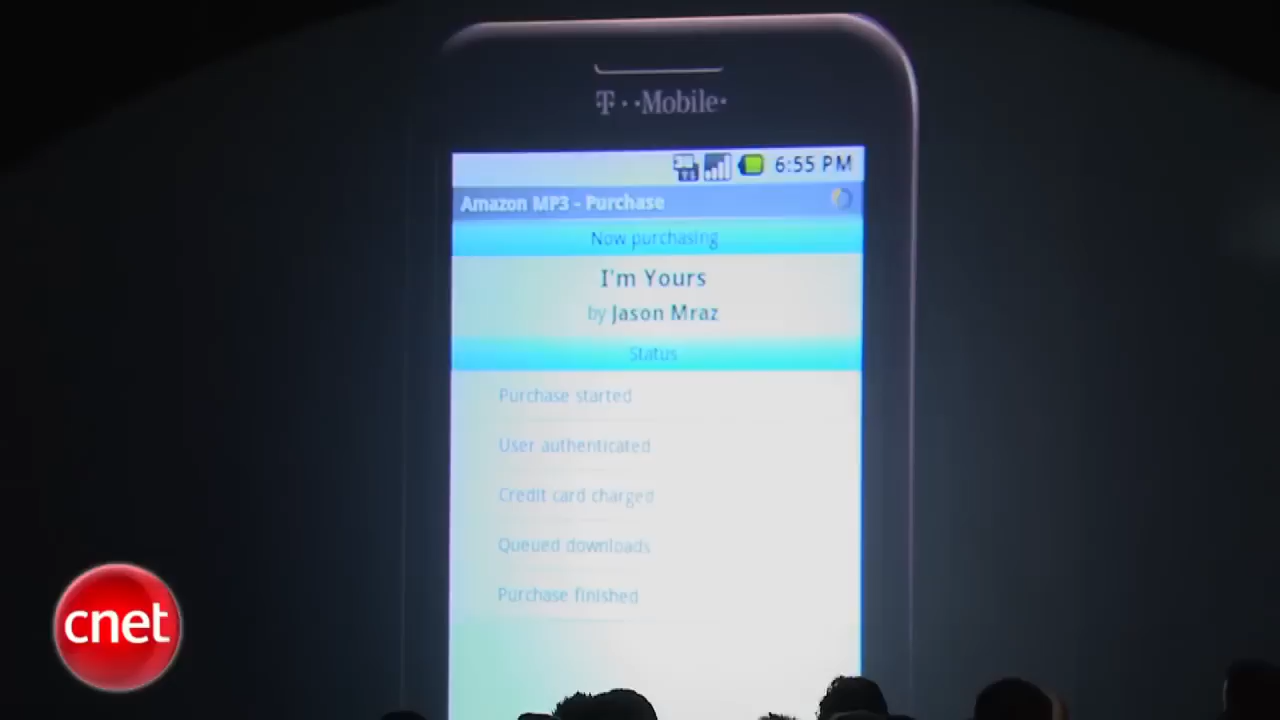 T··Mobile·
6:55 PM
Amazon MP3 - Purchase
Now purchasing
I'm Yours
by Jason Mraz
Status
Purchase started
User authenticated
Credit card charged
Queued downloads
Purchase finished
cnet